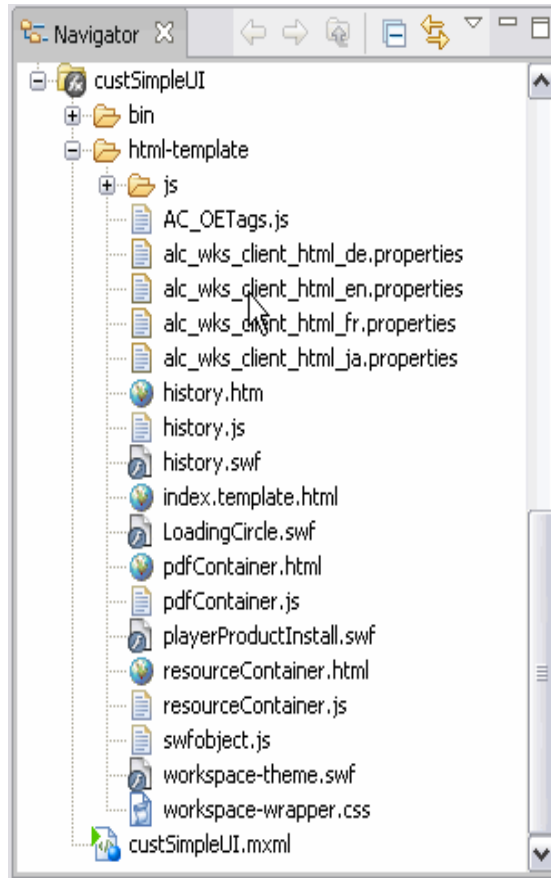 Navigator
custSimpleUI
bin
html-template
js
AC_OETags.js
alc_wks_client_html_de.properties
alc_wks_client_html_en.properties
alc_wks_client_html_fr.properties
alc_wks_client_html_ja.properties
history.htm
history.js
history.swf
index.template.html
LoadingCircle.swf
pdfContainer.html
pdfContainer.js
playerProductInstall.swf
resourceContainer.html
resourceContainer.js
swfobject.js
workspace-theme.swf
workspace-wrapper.css
custSimpleUI.mxml